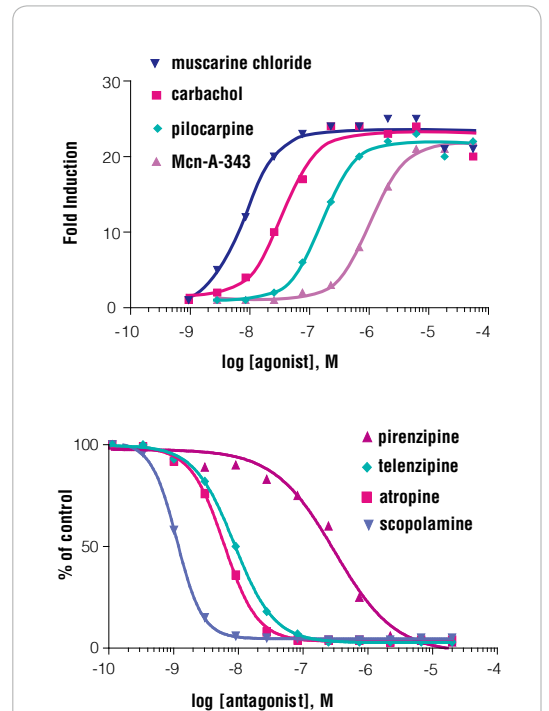 muscarine chloride
carbachol
pilocarpine
Mcn-A-343
30
20
10
0
Fold Induction
-10 -9 -8 -7 -6 -5 -4
log [agonist], M
pirenzipine
telenzipine
atropine
scopolamine
100
50
0
% of control
-10 -9 -8 -7 -6 -5 -4
log [antagonist], M